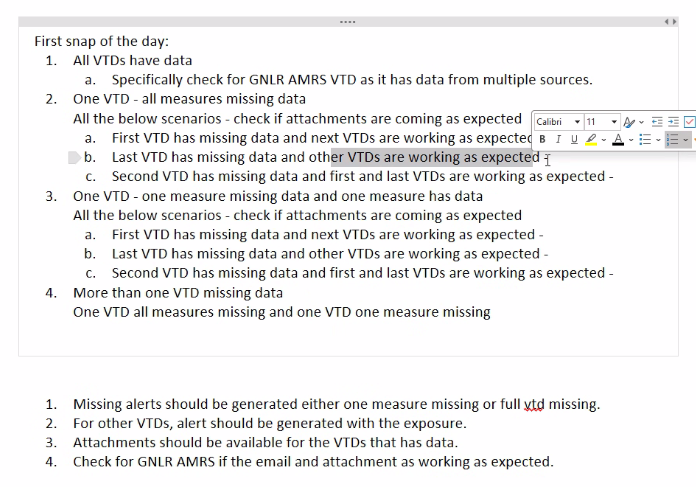 First snap of the day:
1. All VTDs have data
a. Specifically check for GNLR AMRS VTD as it has data from multiple sources.
2. One VTD - all measures missing data
All the below scenarios - check if attachments are coming as expected
Calibri 11
a. First VTD has missing data and next VTDs are working as expected
B I U A
b. Last VTD has missing data and other VTDs are working as expected
c. Second VTD has missing data and first and last VTDs are working as expected -
3. One VTD - one measure missing data and one measure has data
All the below scenarios - check if attachments are coming as expected
a. First VTD has missing data and next VTDs are working as expected -
b. Last VTD has missing data and other VTDs are working as expected -
c. Second VTD has missing data and first and last VTDs are working as expected -
4. More than one VTD missing data
One VTD all measures missing and one VTD one measure missing
1. Missing alerts should be generated either one measure missing or full vtd missing.
2. For other VTDs, alert should be generated with the exposure.
3. Attachments should be available for the VTDs that has data.
4. Check for GNLR AMRS if the email and attachment as working as expected.